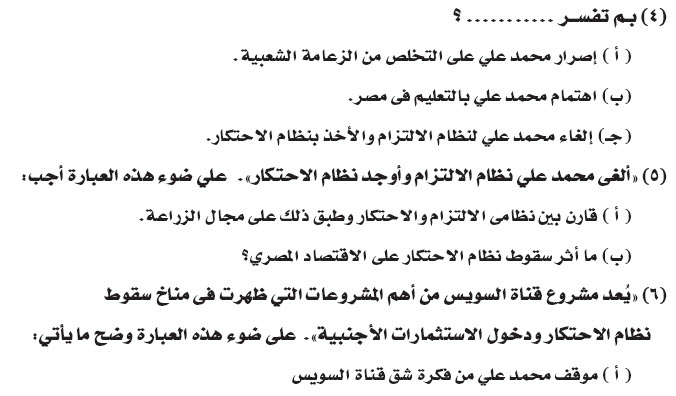 (٤) بم تفسر ........... ؟
( أ ) إصرار محمد علي على التخلص من الزعامة الشعبية.
(ب) اهتمام محمد علي بالتعليم فى مصر.
(جـ) إلغاء محمد علي لنظام الالتزام والأخذ بنظام الاحتكار.
(٥) «ألغى محمد علي نظام الالتزام وأوجد نظام الاحتكار». علي ضوء هذه العبارة أجب:
( أ ) قارن بين نظامى الالتزام والاحتكار وطبق ذلك على مجال الزراعة.
(ب) ما أثر سقوط نظام الاحتكار على الاقتصاد المصري؟
(٦) «يُعد مشروع قناة السويس من أهم المشروعات التي ظهرت فى مناخ سقوط
نظام الاحتكار ودخول الاستثمارات الأجنبية». على ضوء هذه العبارة وضح ما يأتي:
( أ ) موقف محمد علي من فكرة شق قناة السويس